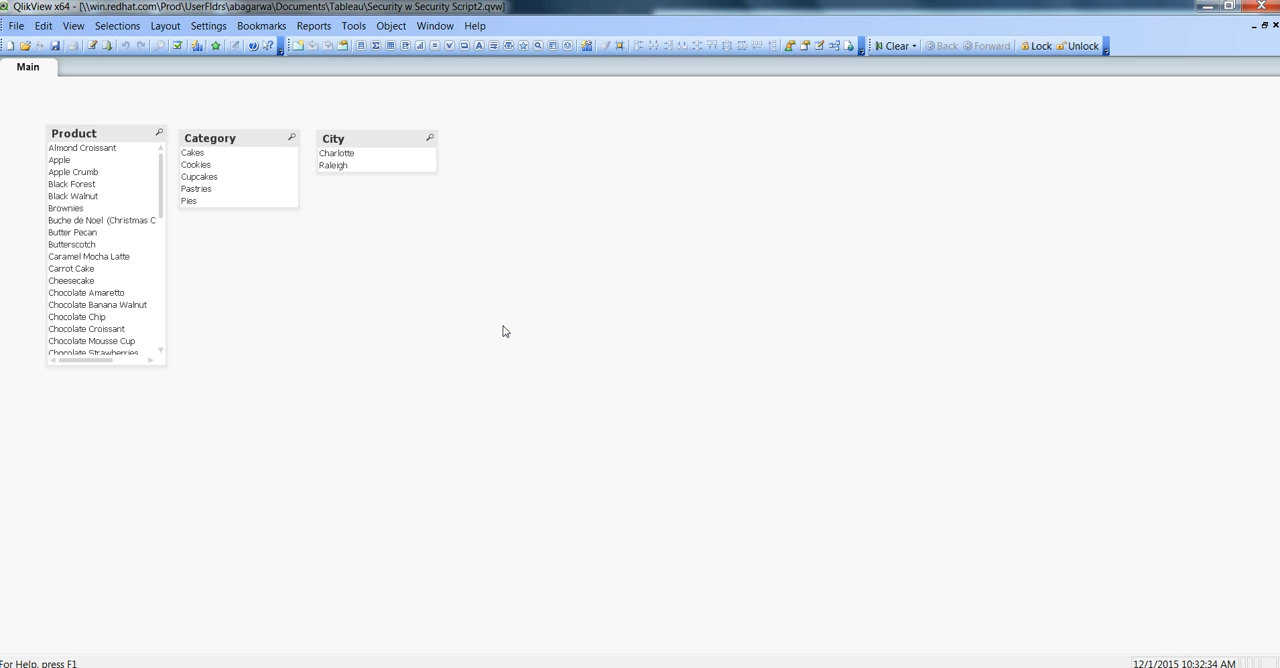 QlikView x64 - [\\win.redhat.com\Prod\UserFldrs\abagarwa\Documents\Tableau\Security w Security Script2.qvw]
File Edit View Selections Layout Settings Bookmarks Reports Tools Object Window Help
Clear Back Forward Lock Unlock
Main
Product
Almond Croissant
Apple
Apple Crumb
Black Forest
Black Walnut
Brownies
Buche de Noel (Christmas C
Butter Pecan
Butterscotch
Caramel Mocha Latte
Carrot Cake
Cheesecake
Chocolate Amaretto
Chocolate Banana Walnut
Chocolate Chip
Chocolate Croissant
Chocolate Mousse Cup
Chocolate Strawberries
Category
Cakes
Cookies
Cupcakes
Pastries
Pies
City
Charlotte
Raleigh
For Help, press F1
12/1/2015 10:32:34 AM